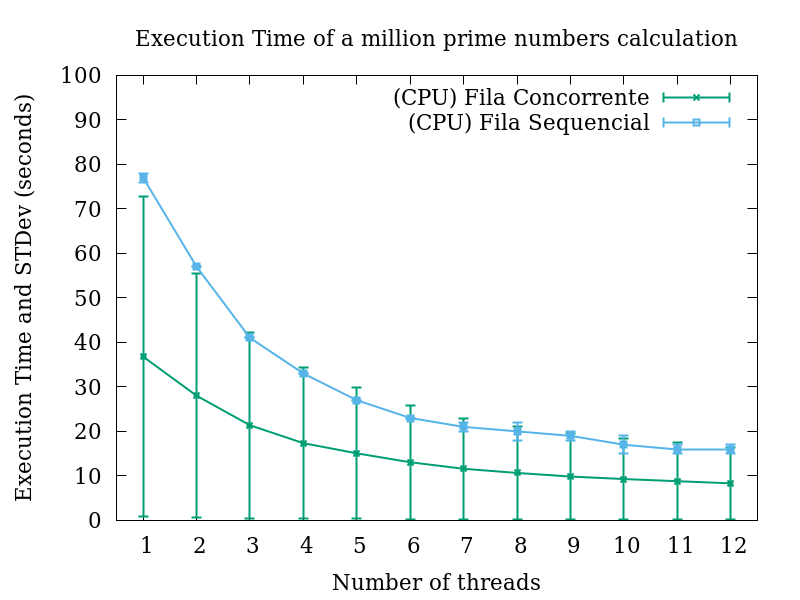 Execution Time of a million prime numbers calculation
100
90
80
70
60
50
40
30
20
10
0
Execution Time and STDev (seconds)
(CPU) Fila Concorrente
(CPU) Fila Sequencial
1 2 3 4 5 6 7 8 9 10 11 12
Number of threads